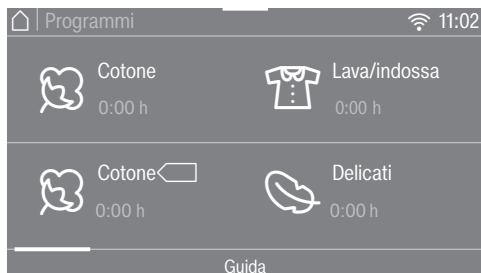 Programmi 11:02
Cotone Lava/indossa
0:00 h 0:00 h
Cotone Delicati
0:00 h 0:00 h
Guida